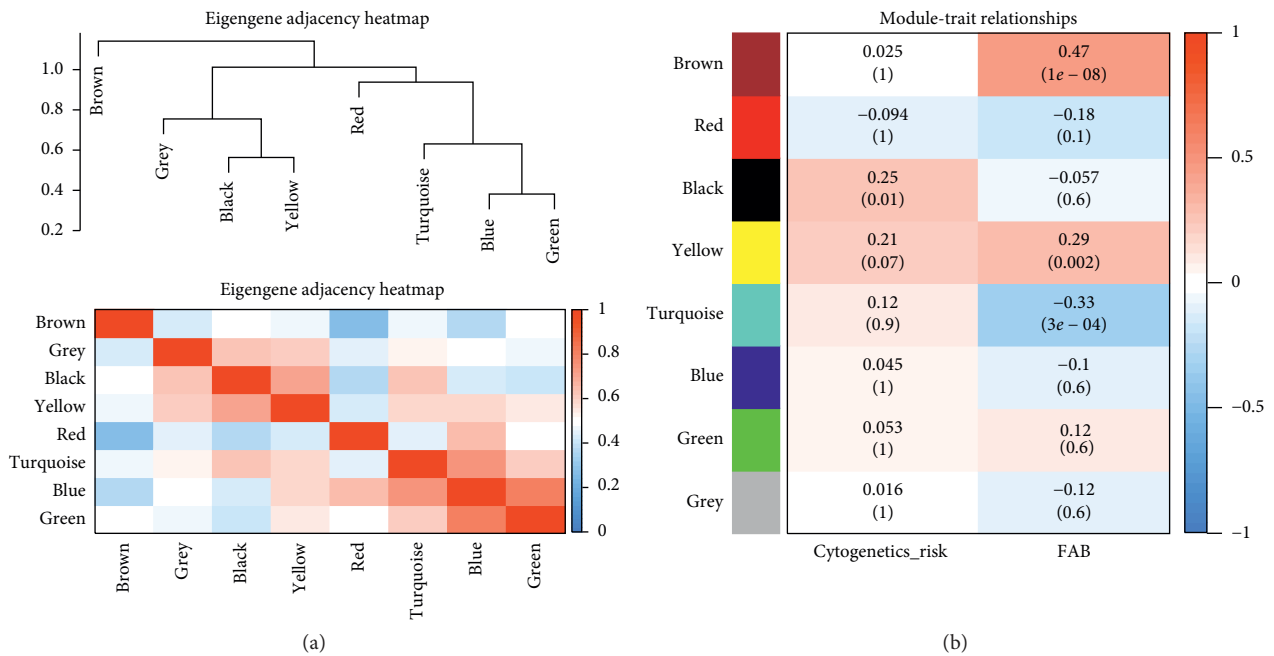 Eigengene adjacency heatmap
1.0
0.8
0.6
0.4
0.2
Brown
Grey
Black
Yellow
Red
Turquoise
Blue
Green
Eigengene adjacency heatmap
Brown
Grey
Black
Yellow
Red
Turquoise
Blue
Green
1
0.8
0.6
0.4
0.2
0
Brown
Grey
Black
Yellow
Red
Turquoise
Blue
Green
(a)
Module-trait relationships
Brown
0.025
(1)
0.47
(1e − 08)
Red
−0.094
(1)
−0.18
(0.1)
Black
0.25
(0.01)
−0.057
(0.6)
Yellow
0.21
(0.07)
0.29
(0.002)
Turquoise
0.12
(0.9)
−0.33
(3e − 04)
Blue
0.045
(1)
−0.1
(0.6)
Green
0.053
(1)
0.12
(0.6)
Grey
0.016
(1)
−0.12
(0.6)
Cytogenetics_risk
FAB
1
0.5
0
−0.5
−1
(b)